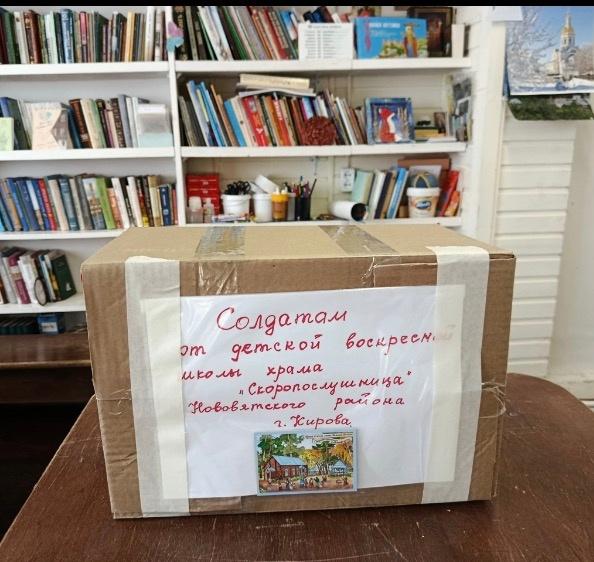 Солдатам
от детской воскресной
школы храма
"Скоропослушница"
Нововятского района
г. Кирова